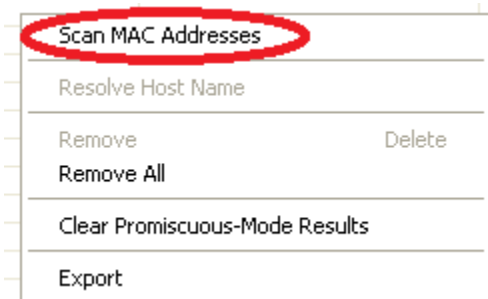 Scan MAC Addresses
Resolve Host Name
Remove Delete
Remove All
Clear Promiscuous-Mode Results
Export